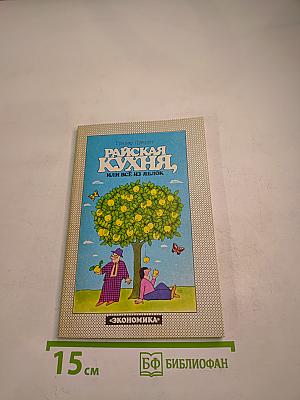 РАЙСКАЯ
КУХНЯ,
ИЛИ ВСЁ ИЗ ЯБЛОК
«ЭКОНОМИКА»
15 см
БФ БИБЛИОФАН